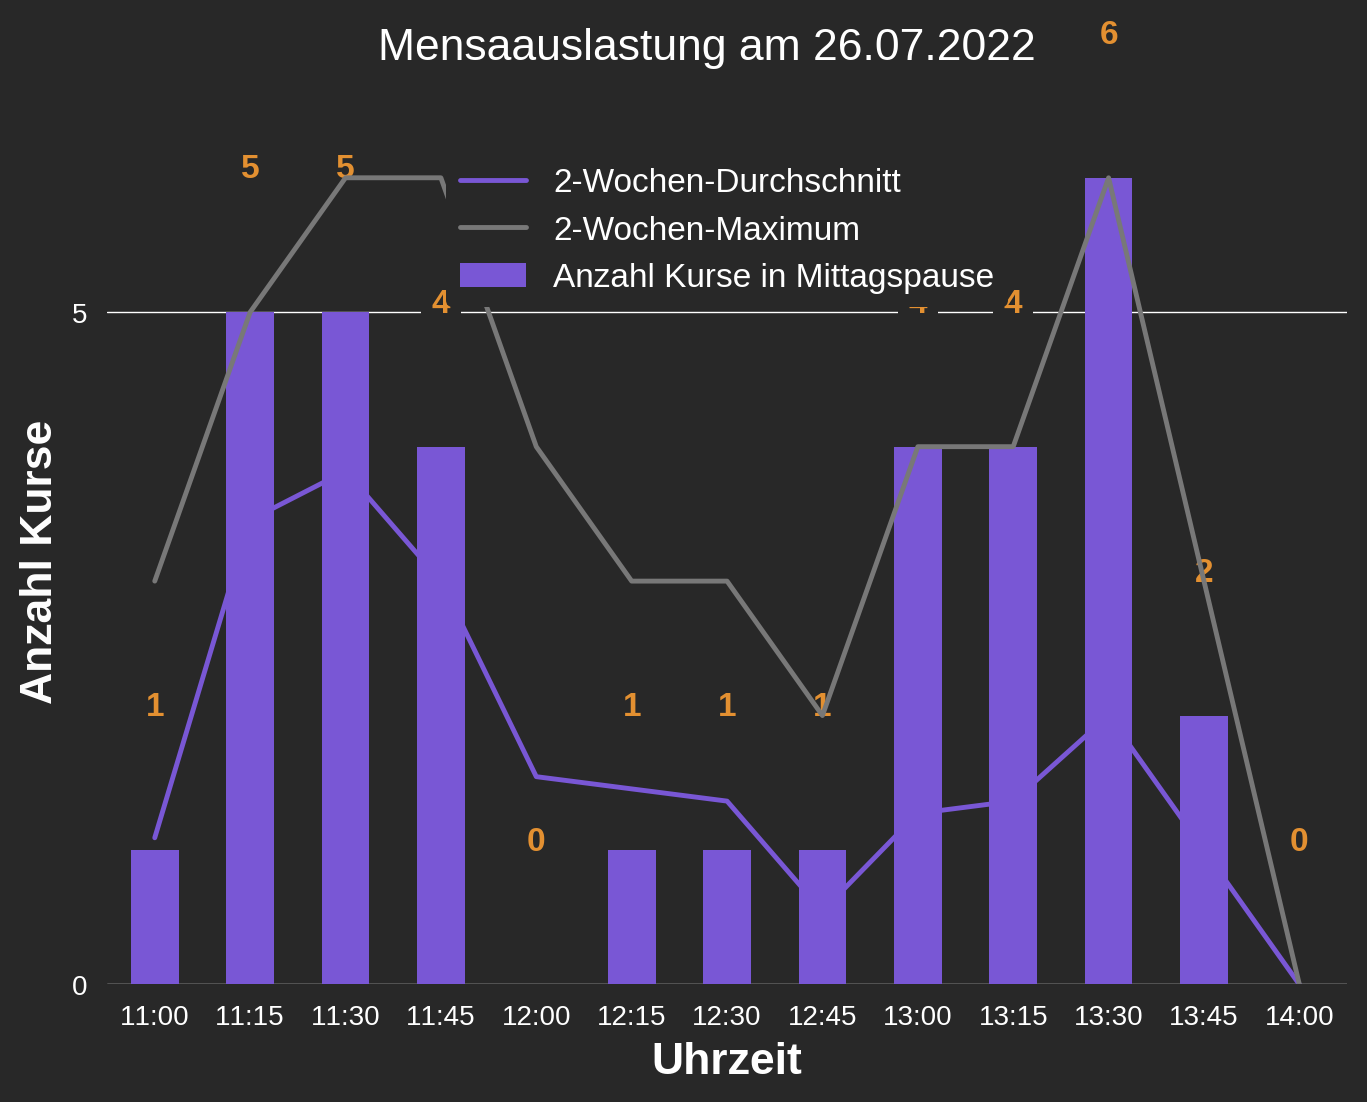 Mensaauslastung am 26.07.2022
6
5 5
2-Wochen-Durchschnitt
2-Wochen-Maximum
Anzahl Kurse in Mittagspause
4 4 4
5
2
1 1 1 1
0 0
0
Anzahl Kurse
11:00 11:15 11:30 11:45 12:00 12:15 12:30 12:45 13:00 13:15 13:30 13:45 14:00
Uhrzeit